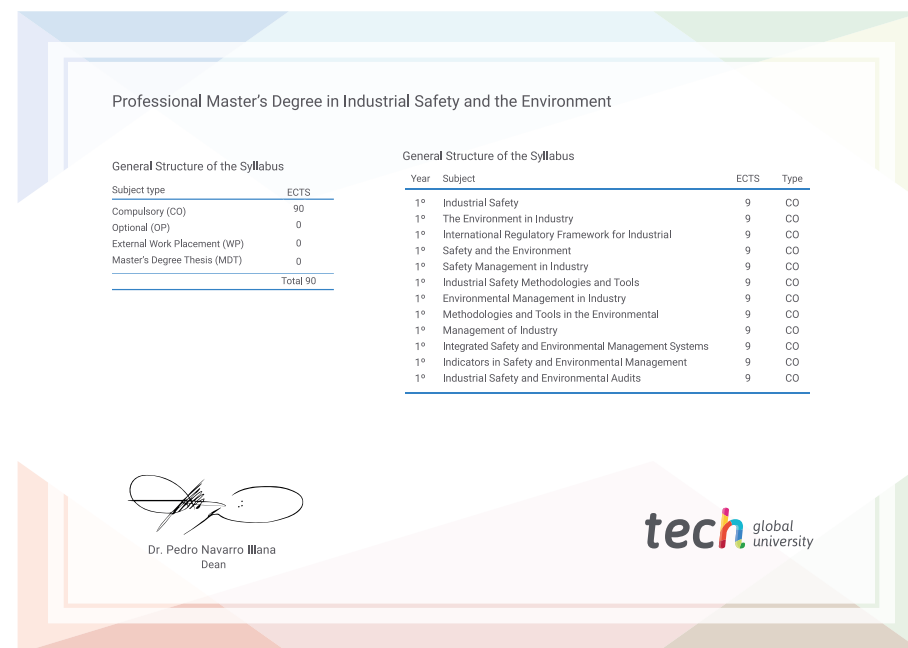 Professional Master's Degree in Industrial Safety and the Environment
General Structure of the Syllabus
Subject type ECTS
Compulsory (CO) 90
Optional (OP) 0
External Work Placement (WP) 0
Master's Degree Thesis (MDT) 0
Total 90
General Structure of the Syllabus
Year Subject ECTS Type
1º Industrial Safety 9 CO
1º The Environment in Industry 9 CO
1º International Regulatory Framework for Industrial 9 CO
1º Safety and the Environment 9 CO
1º Safety Management in Industry 9 CO
1º Industrial Safety Methodologies and Tools 9 CO
1º Environmental Management in Industry 9 CO
1º Methodologies and Tools in the Environmental 9 CO
1º Management of Industry 9 CO
1º Integrated Safety and Environmental Management Systems 9 CO
1º Indicators in Safety and Environmental Management 9 CO
1º Industrial Safety and Environmental Audits 9 CO
Dr. Pedro Navarro Illana
Dean
tech global
university